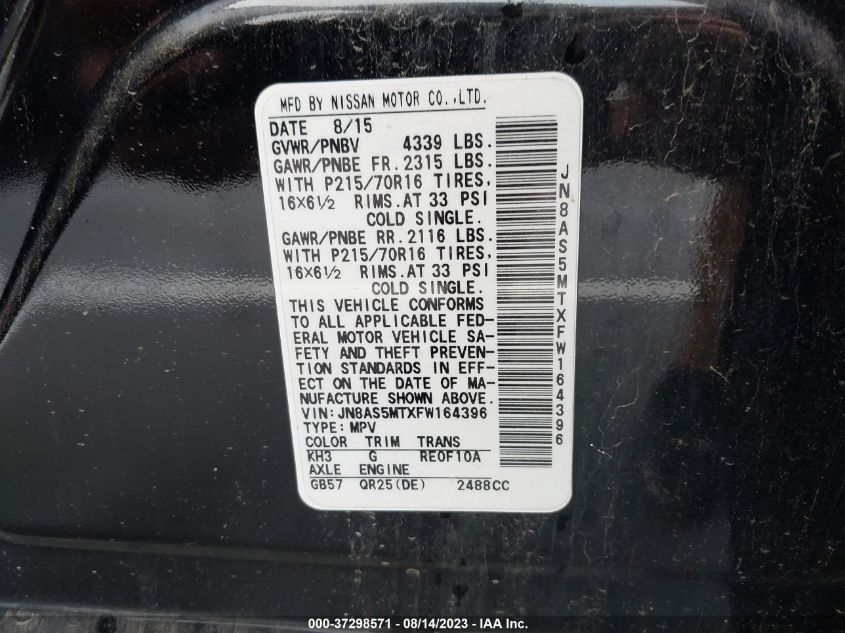 MFD BY NISSAN MOTOR CO.,LTD.
DATE 8/15
GVWR/PNBV 4339 LBS.
GAWR/PNBE FR.2315 LBS.
WITH P215/70R16 TIRES,
16X6½ RIMS.AT 33 PSI
COLD SINGLE.
GAWR/PNBE RR.2116 LBS.
WITH P215/70R16 TIRES,
16X6½ RIMS.AT 33 PSI
COLD SINGLE.
THIS VEHICLE CONFORMS
TO ALL APPLICABLE FED-
ERAL MOTOR VEHICLE SA-
FETY AND THEFT PREVEN-
TION STANDARDS IN EFF-
ECT ON THE DATE OF MA-
NUFACTURE SHOWN ABOVE.
VIN:JN8AS5MTXFW164396
TYPE:MPV
COLOR TRIM TRANS
KH3 G RE0F10A
AXLE ENGINE
GB57 QR25(DE) 2488CC
JN8AS5MTXFW164396
000-37298571 - 08/14/2023 - IAA Inc.